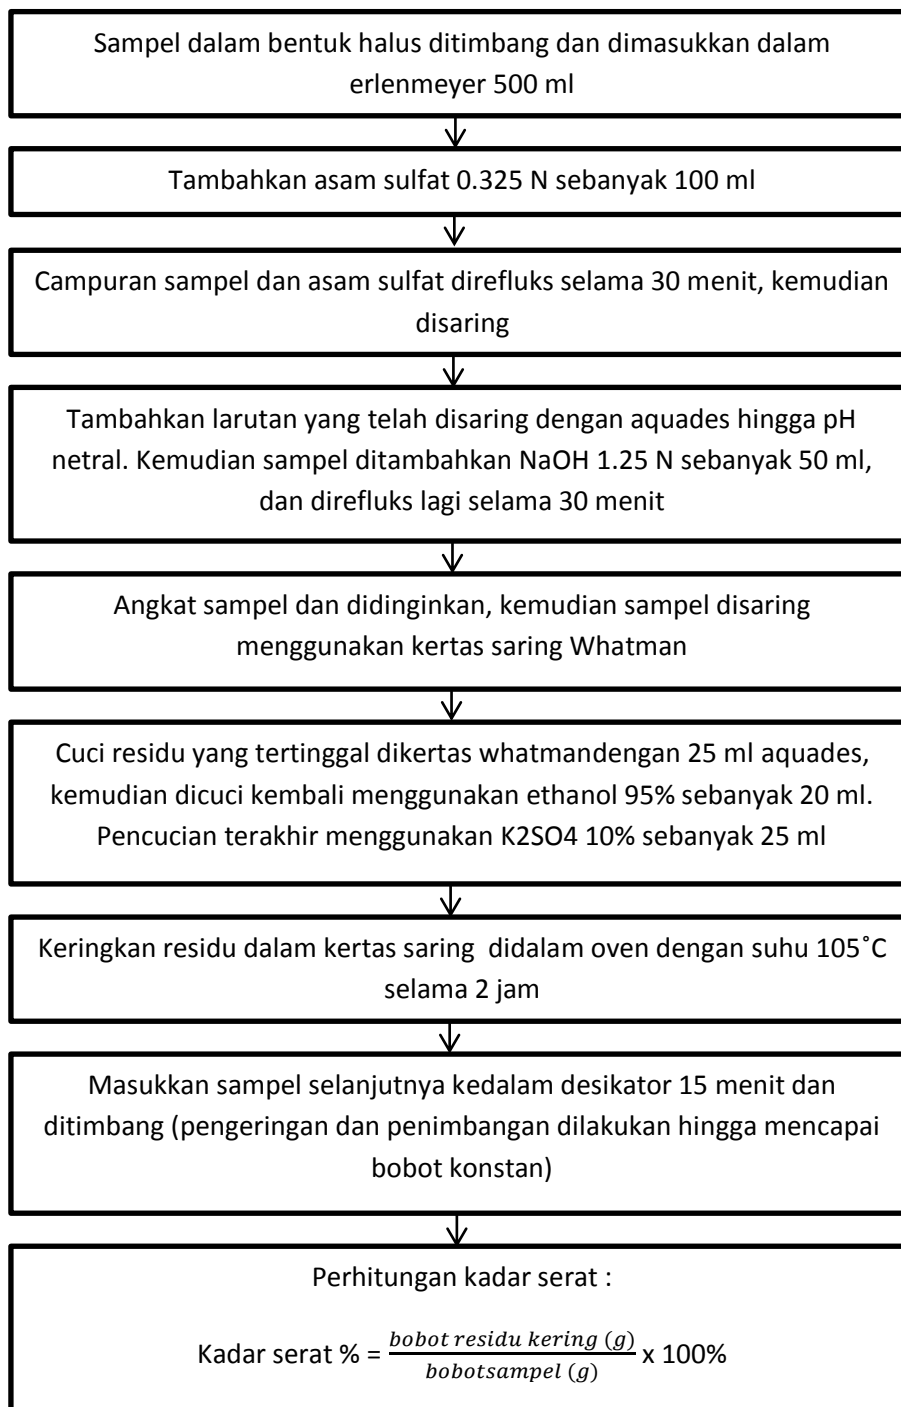 Sampel dalam bentuk halus ditimbang dan dimasukkan dalam
erlenmeyer 500 ml
Tambahkan asam sulfat 0.325 N sebanyak 100 ml
Campuran sampel dan asam sulfat direfluks selama 30 menit, kemudian
disaring
Tambahkan larutan yang telah disaring dengan aquades hingga pH
netral. Kemudian sampel ditambahkan NaOH 1.25 N sebanyak 50 ml,
dan direfluks lagi selama 30 menit
Angkat sampel dan didinginkan, kemudian sampel disaring
menggunakan kertas saring Whatman
Cuci residu yang tertinggal dikertas whatmandengan 25 ml aquades,
kemudian dicuci kembali menggunakan ethanol 95% sebanyak 20 ml.
Pencucian terakhir menggunakan K2SO4 10% sebanyak 25 ml
Keringkan residu dalam kertas saring didalam oven dengan suhu 105˚C
selama 2 jam
Masukkan sampel selanjutnya kedalam desikator 15 menit dan
ditimbang (pengeringan dan penimbangan dilakukan hingga mencapai
bobot konstan)
Perhitungan kadar serat :
Kadar serat % = bobot residu kering (g) / bobotsampel (g) x 100%